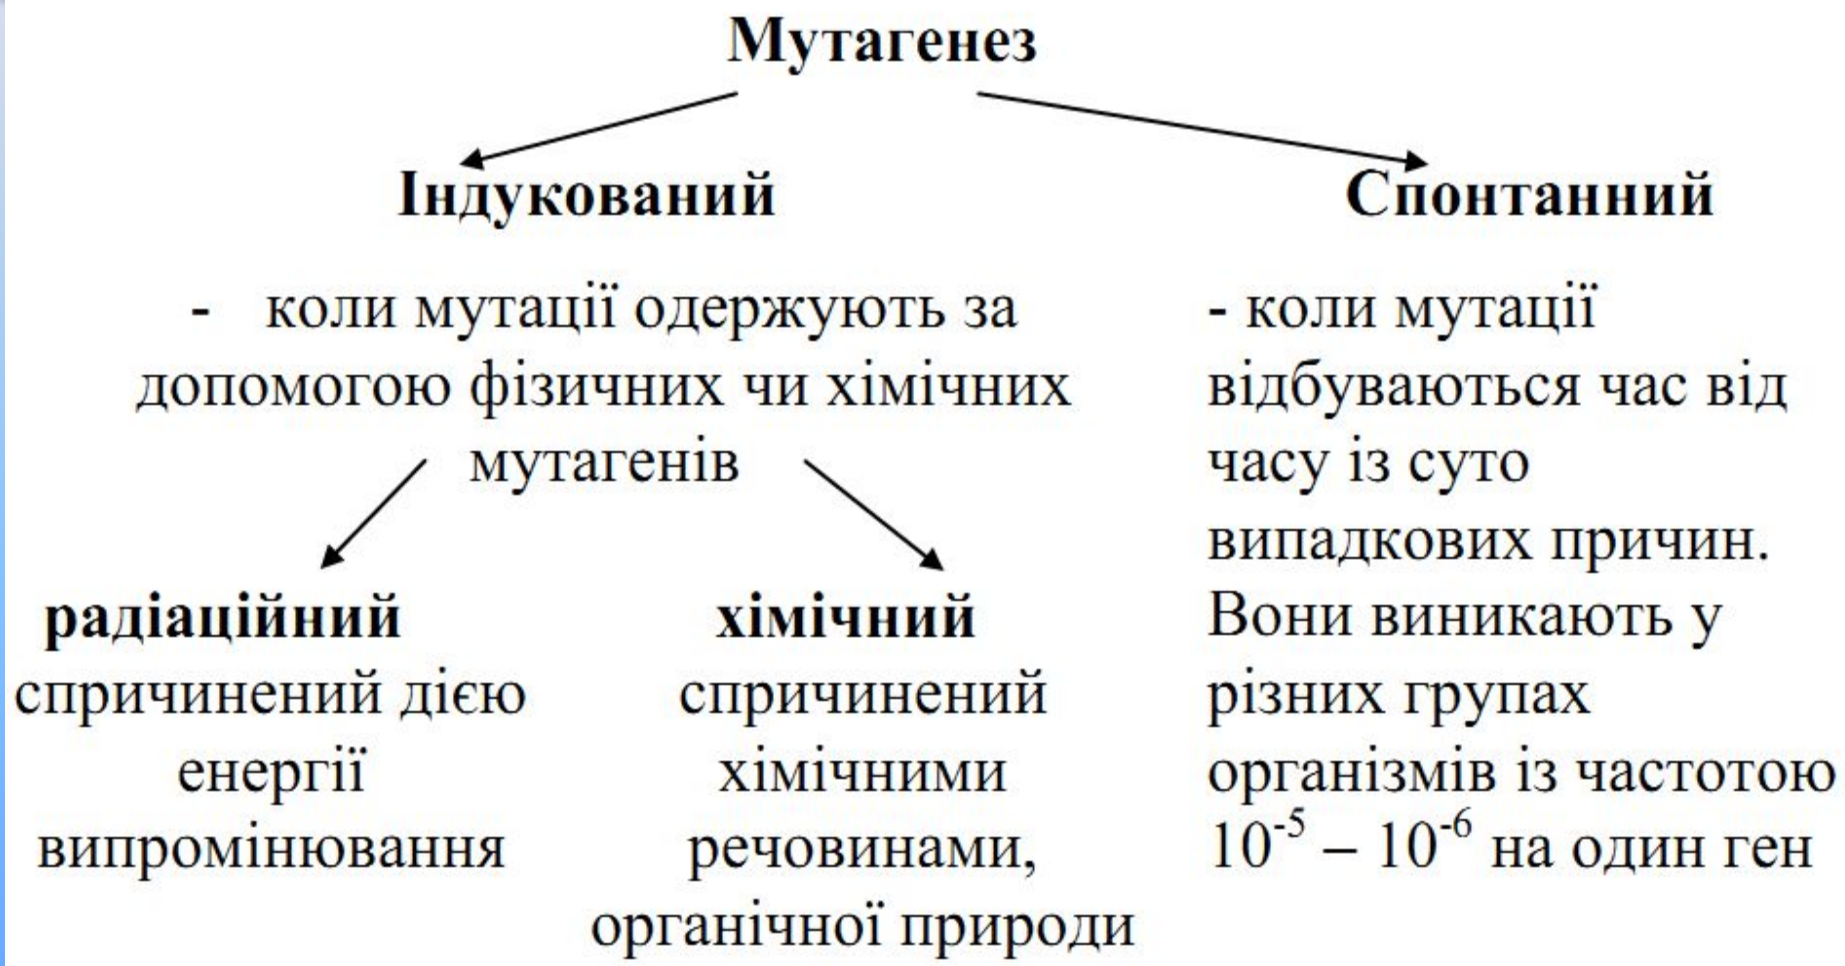 Мутагенез
Індукований
Спонтанний
- коли мутації одержують за
допомогою фізичних чи хімічних
мутагенів
радіаційний
спричинений дією
енергії
випромінювання
хімічний
спричинений
хімічними
речовинами,
органічної природи
- коли мутації
відбуваються час від
часу із суто
випадкових причин.
Вони виникають у
різних групах
організмів із частотою
10⁻⁵ – 10⁻⁶ на один ген